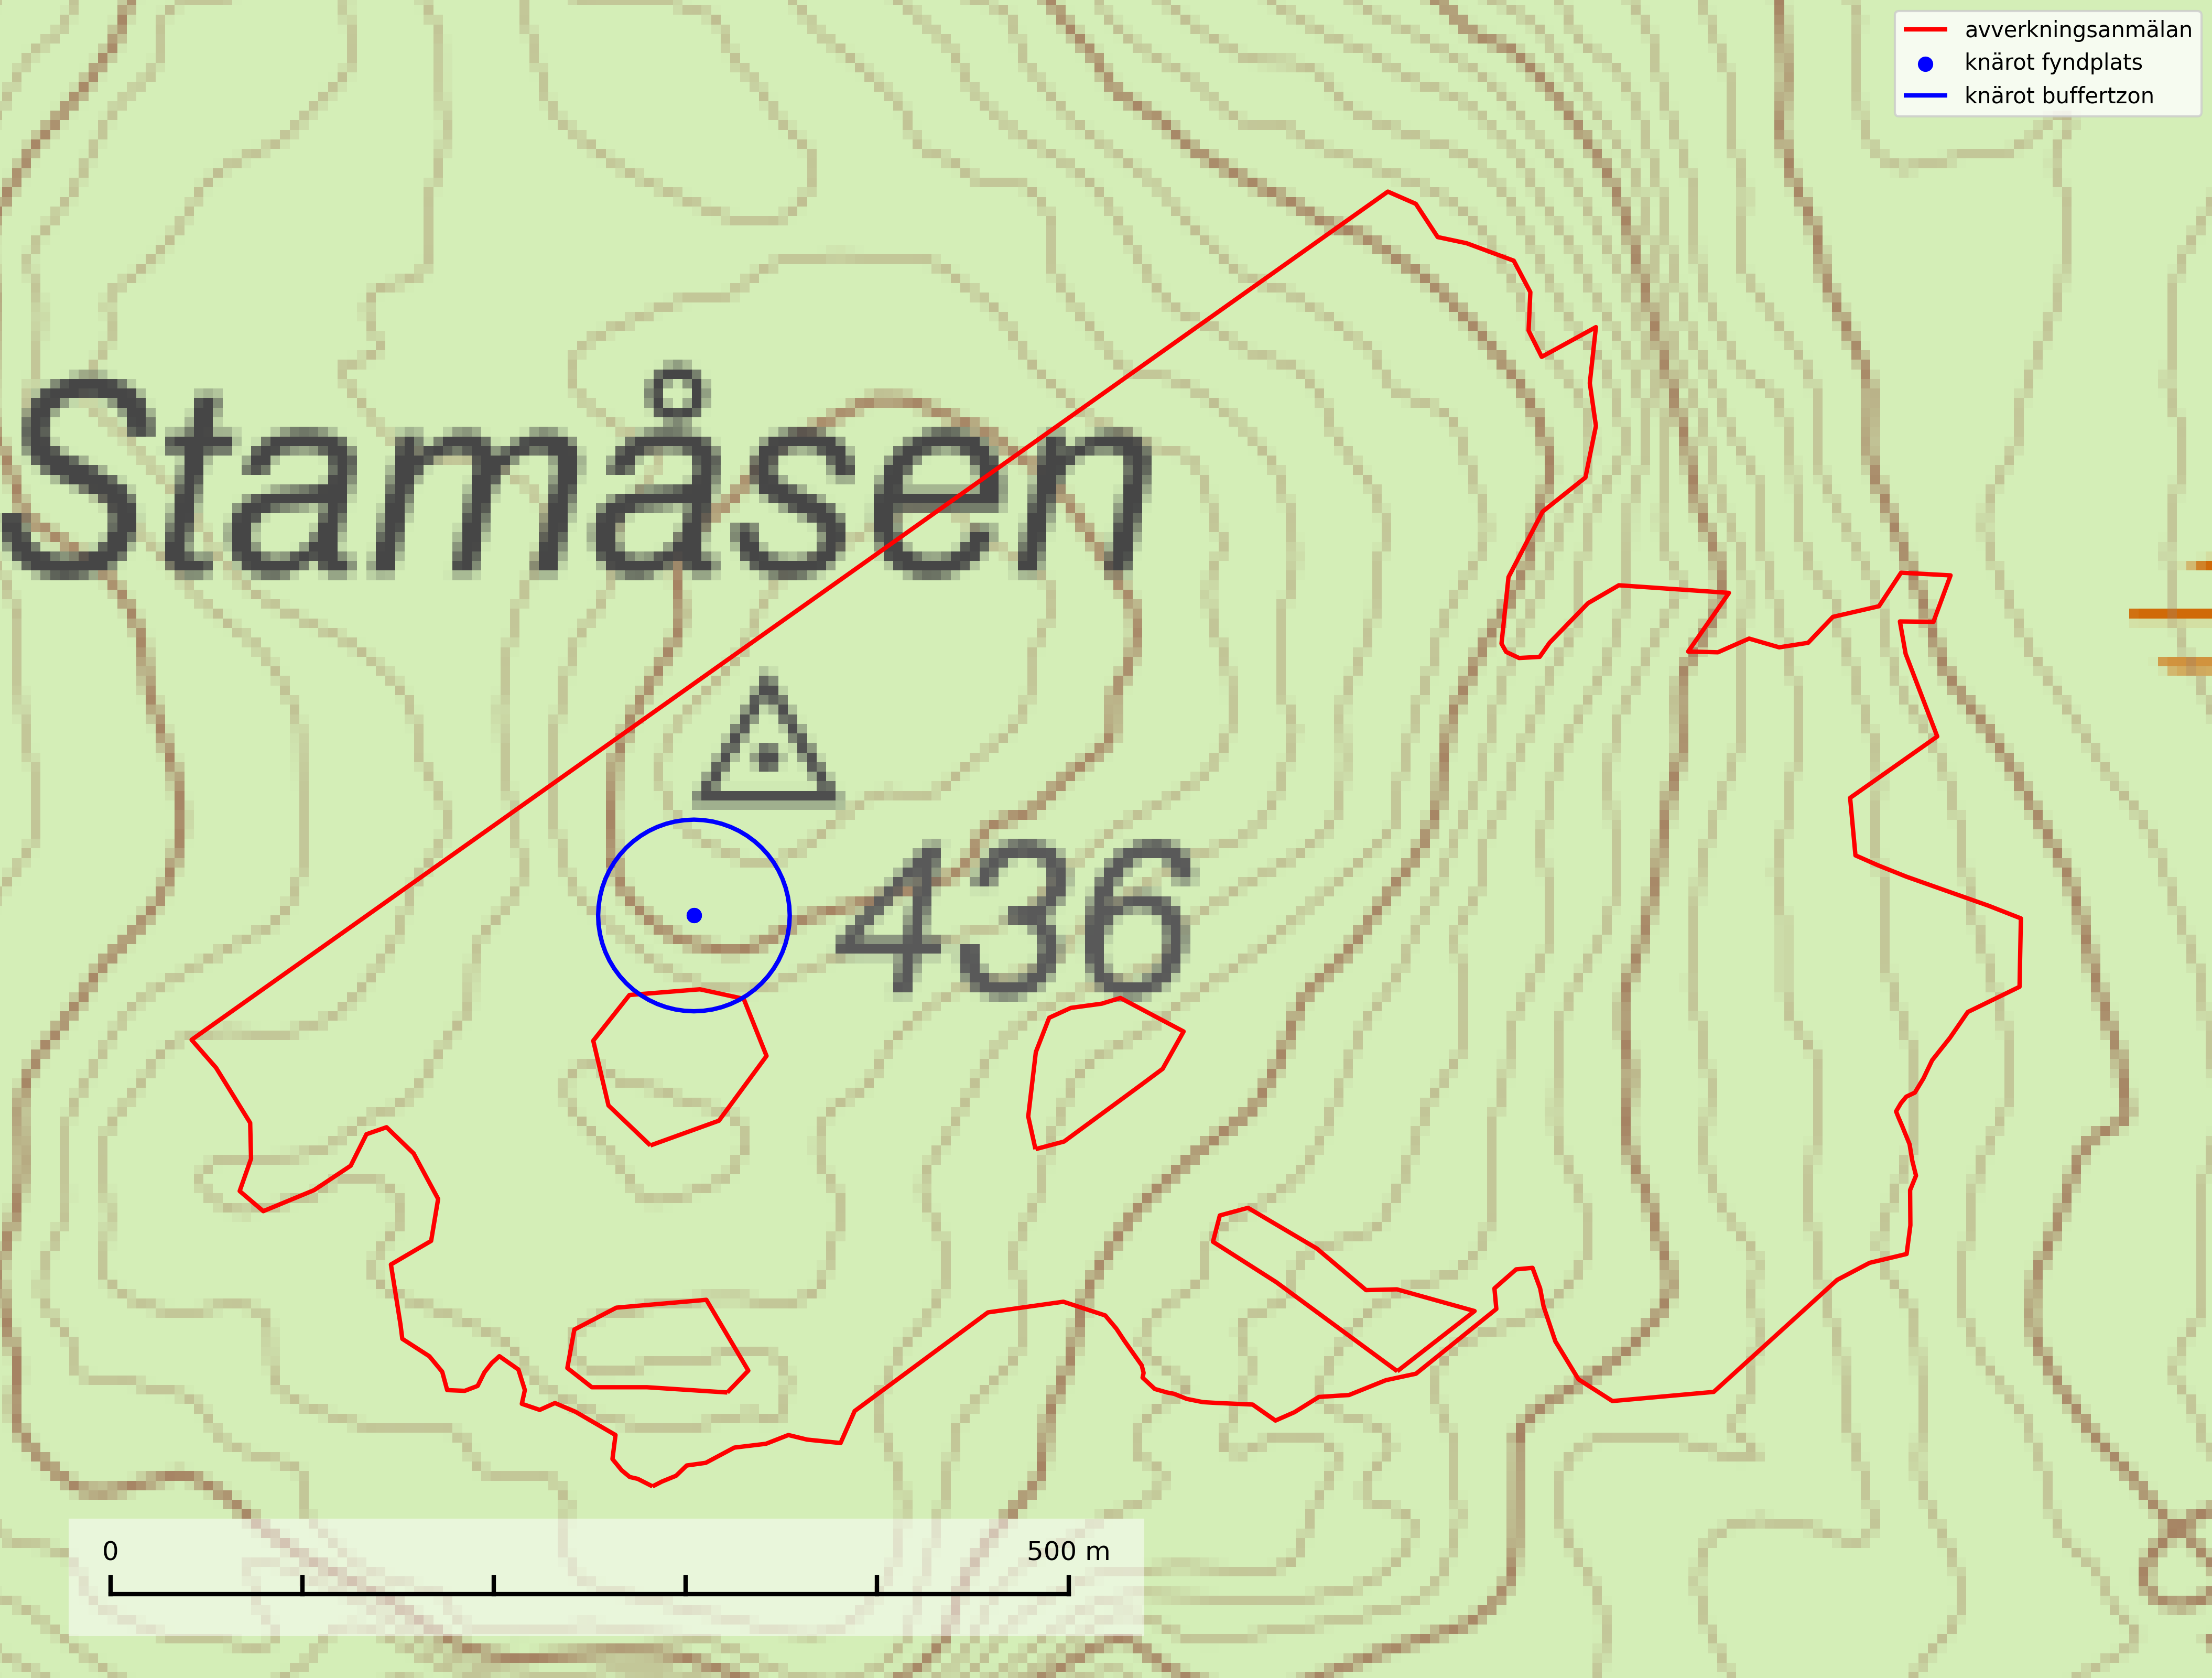 avverkningsanmälan
knärot fyndplats
knärot buffertzon
Stamåsen
436
0 500 m